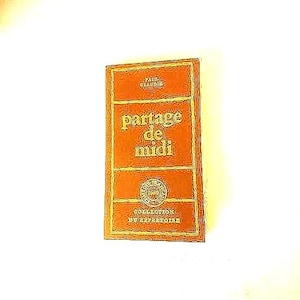 PAUL
CLAUDEL
partage
de
midi
COLLECTION
DU RÉPERTOIRE